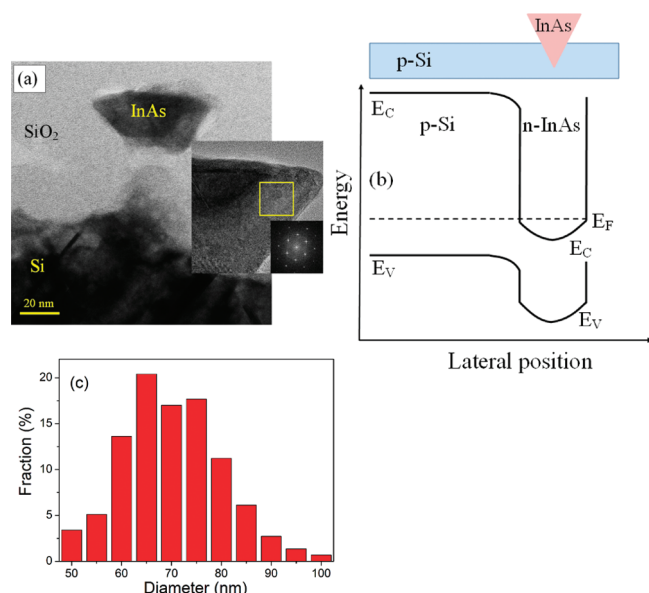 (a)
InAs
SiO2
Si
20 nm
InAs
p-Si
EC
p-Si
n-InAs
(b)
EF
EC
EV
EV
Energy
Lateral position
(c)
20
15
10
5
0
Fraction (%)
50 60 70 80 90 100
Diameter (nm)